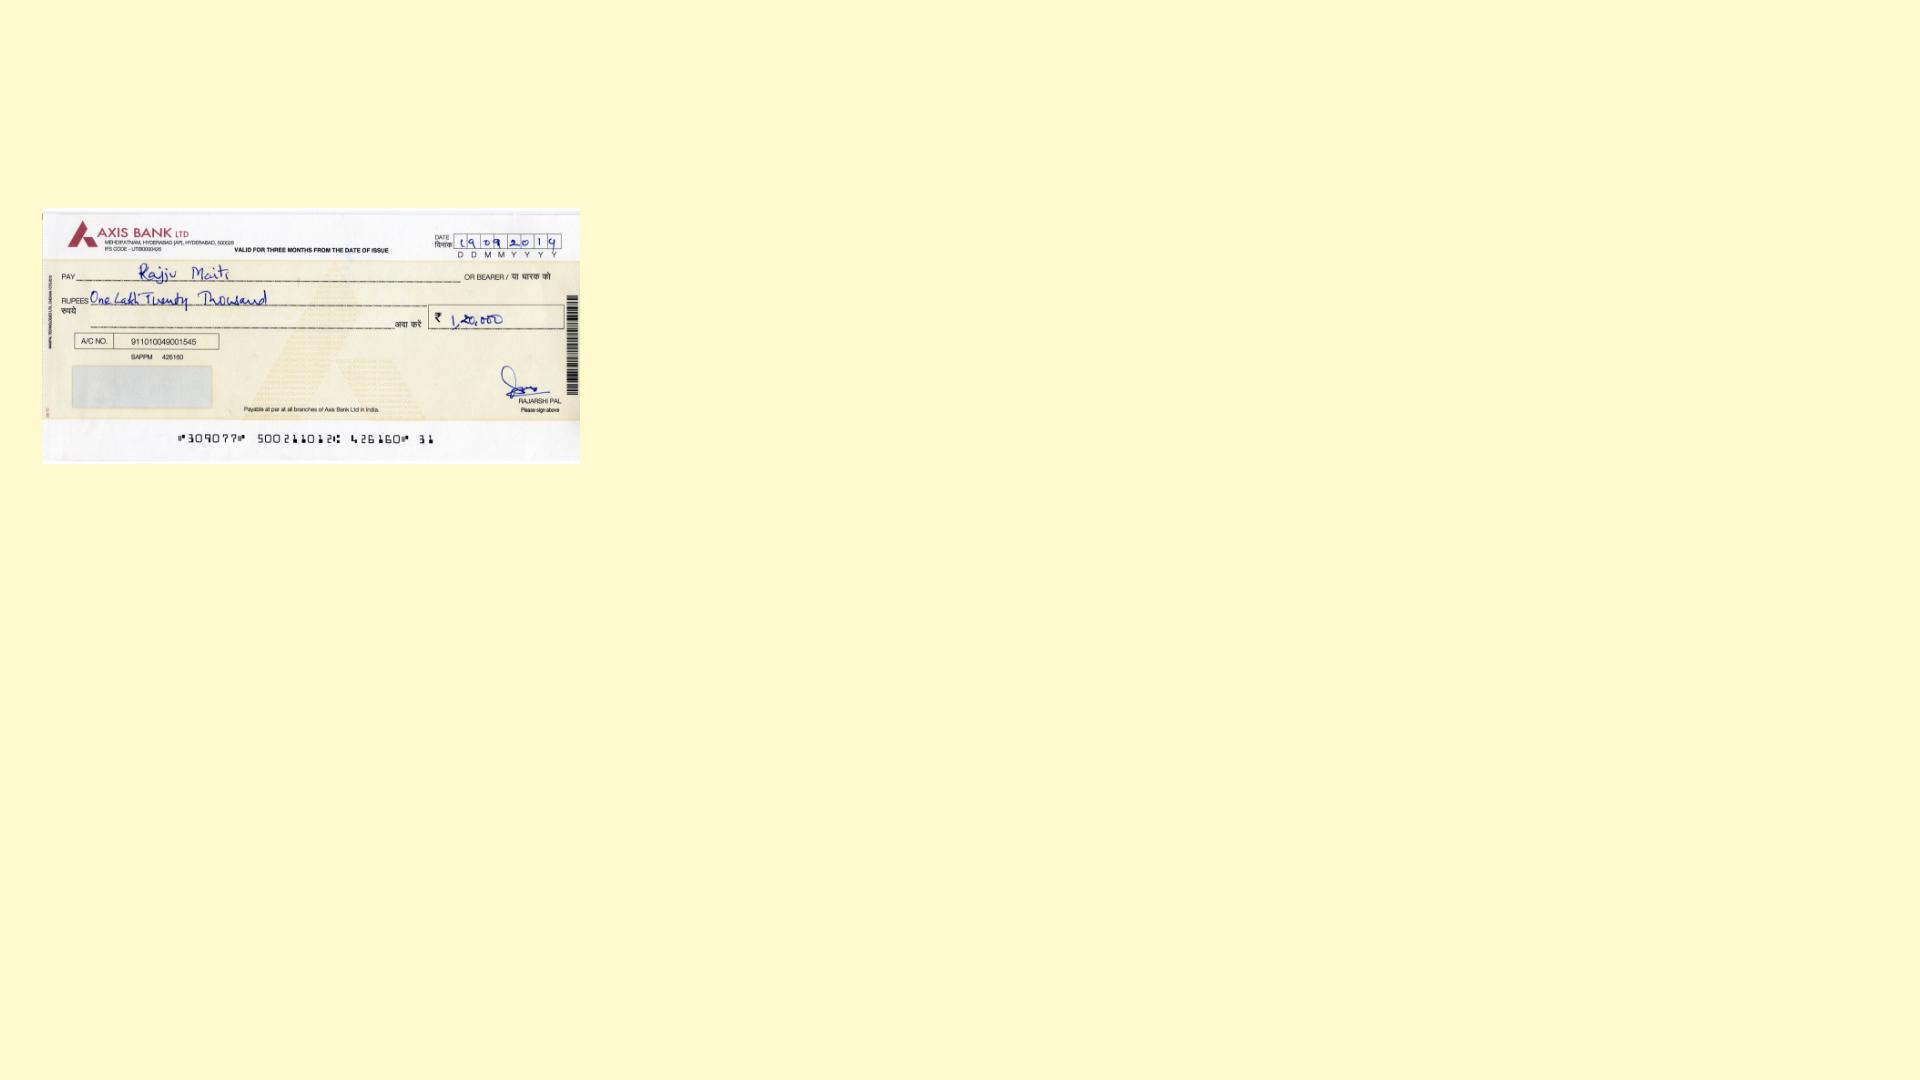 AXIS BANK LTD
MEHDIPATNAM, HYDERABAD [AP], HYDERABAD, 500028
IFS CODE - UTIB0000426
VALID FOR THREE MONTHS FROM THE DATE OF ISSUE
DATE
दिनांक 19 09 2014
D D M M Y Y Y Y
PAY Rajju Maiti OR BEARER / या धारक को
RUPEES One Lakh Twenty Thousand
रुपये
अदा करें ₹ 1,20,000
A/C NO. 911010049001545
SAPPM 426160
RAJARSHI PAL
Please sign above
Payable at par at all branches of Axis Bank Ltd in India.
⑈309077⑈ 500211012⑆ 426160⑈ 31